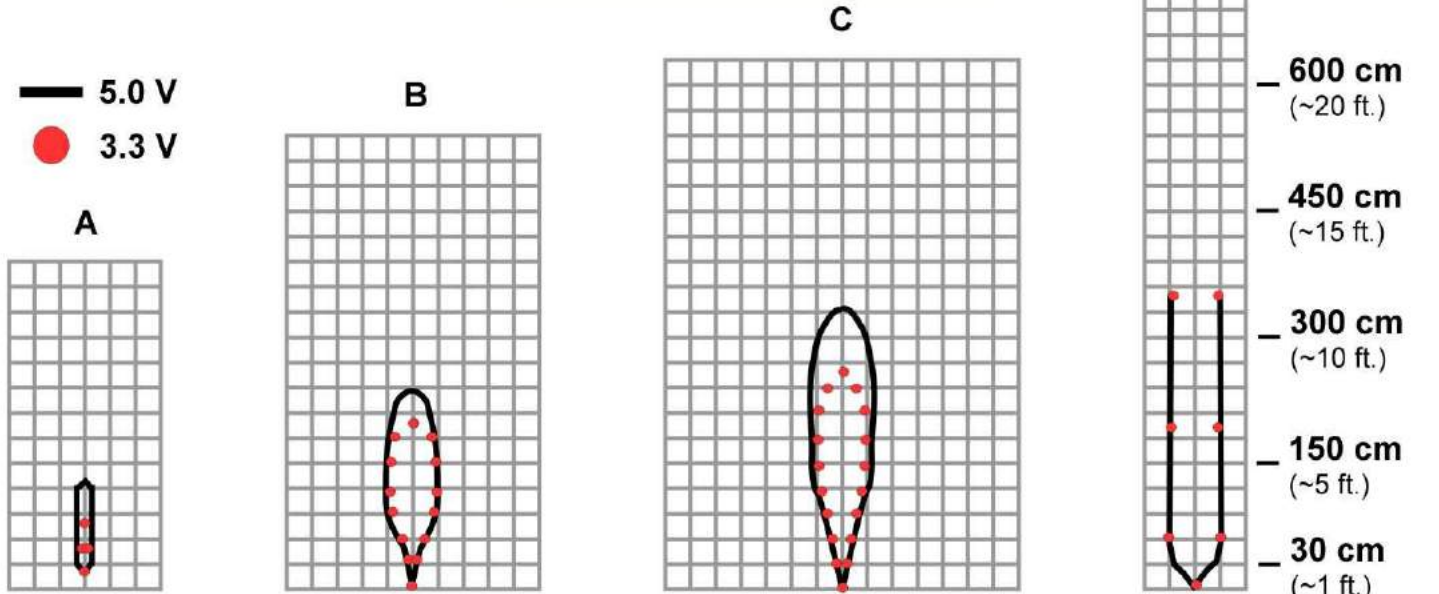 C
5.0 V
B
3.3 V
A
600 cm
(~20 ft.)
450 cm
(~15 ft.)
300 cm
(~10 ft.)
150 cm
(~5 ft.)
30 cm
(~1 ft.)